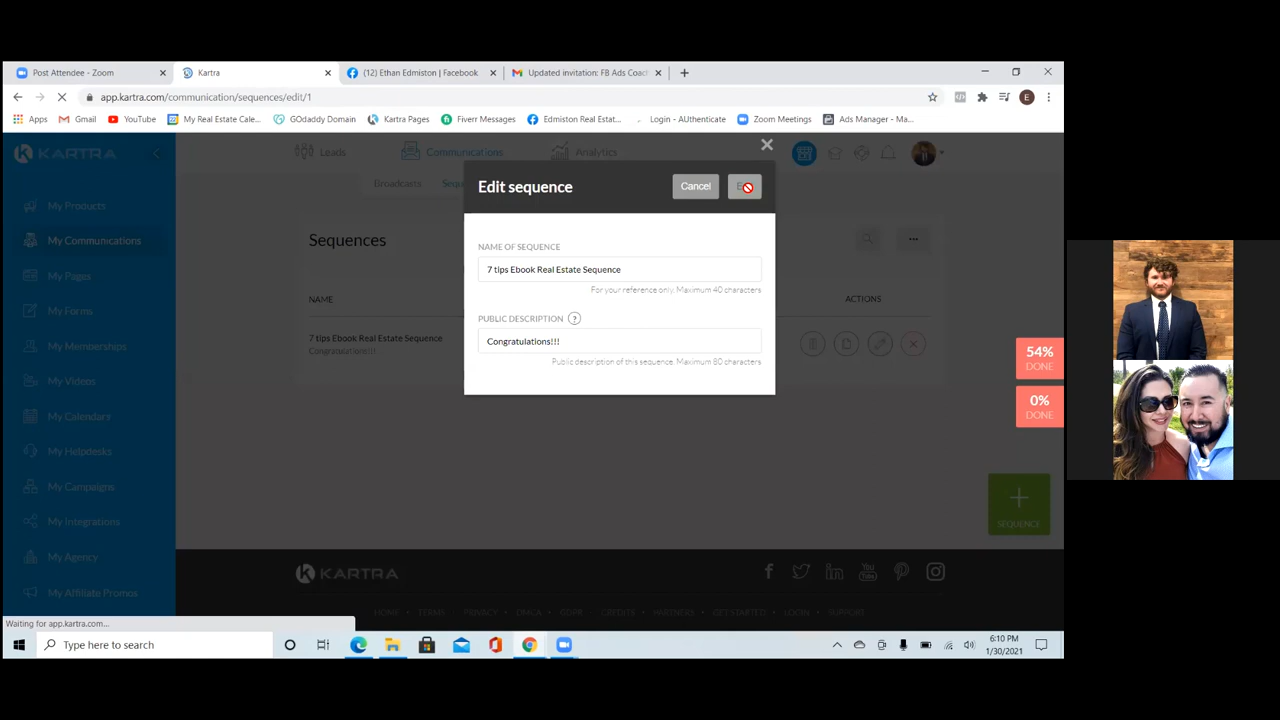 Post Attendee - Zoom
Kartra
(12) Ethan Edmiston | Facebook
Updated invitation: FB Ads Coach
app.kartra.com/communication/sequences/edit/1
E
Apps
Gmail
YouTube
My Real Estate Cale...
GOdaddy Domain
Kartra Pages
Fiverr Messages
Edmiston Real Estat...
Login - AUthenticate
Zoom Meetings
Ads Manager - Ma...
KARTRA
Leads
Communications
Analytics
Broadcasts
My Products
My Communications
My Pages
My Forms
My Memberships
My Videos
My Calendars
My Helpdesks
My Campaigns
My Integrations
My Agency
My Affiliate Promos
Edit sequence
Cancel
NAME OF SEQUENCE
7 tips Ebook Real Estate Sequence
For your reference only. Maximum 40 characters
PUBLIC DESCRIPTION ?
Congratulations!!!
Public description of this sequence. Maximum 80 characters
Sequences
NAME
ACTIONS
7 tips Ebook Real Estate Sequence
Congratulations!!!
54%
DONE
0%
DONE
SEQUENCE
KARTRA
HOME • TERMS • PRIVACY • DMCA • GDPR • CREDITS • PARTNERS • GET STARTED • LOGIN • SUPPORT
Waiting for app.kartra.com...
Type here to search
6:10 PM
1/30/2021